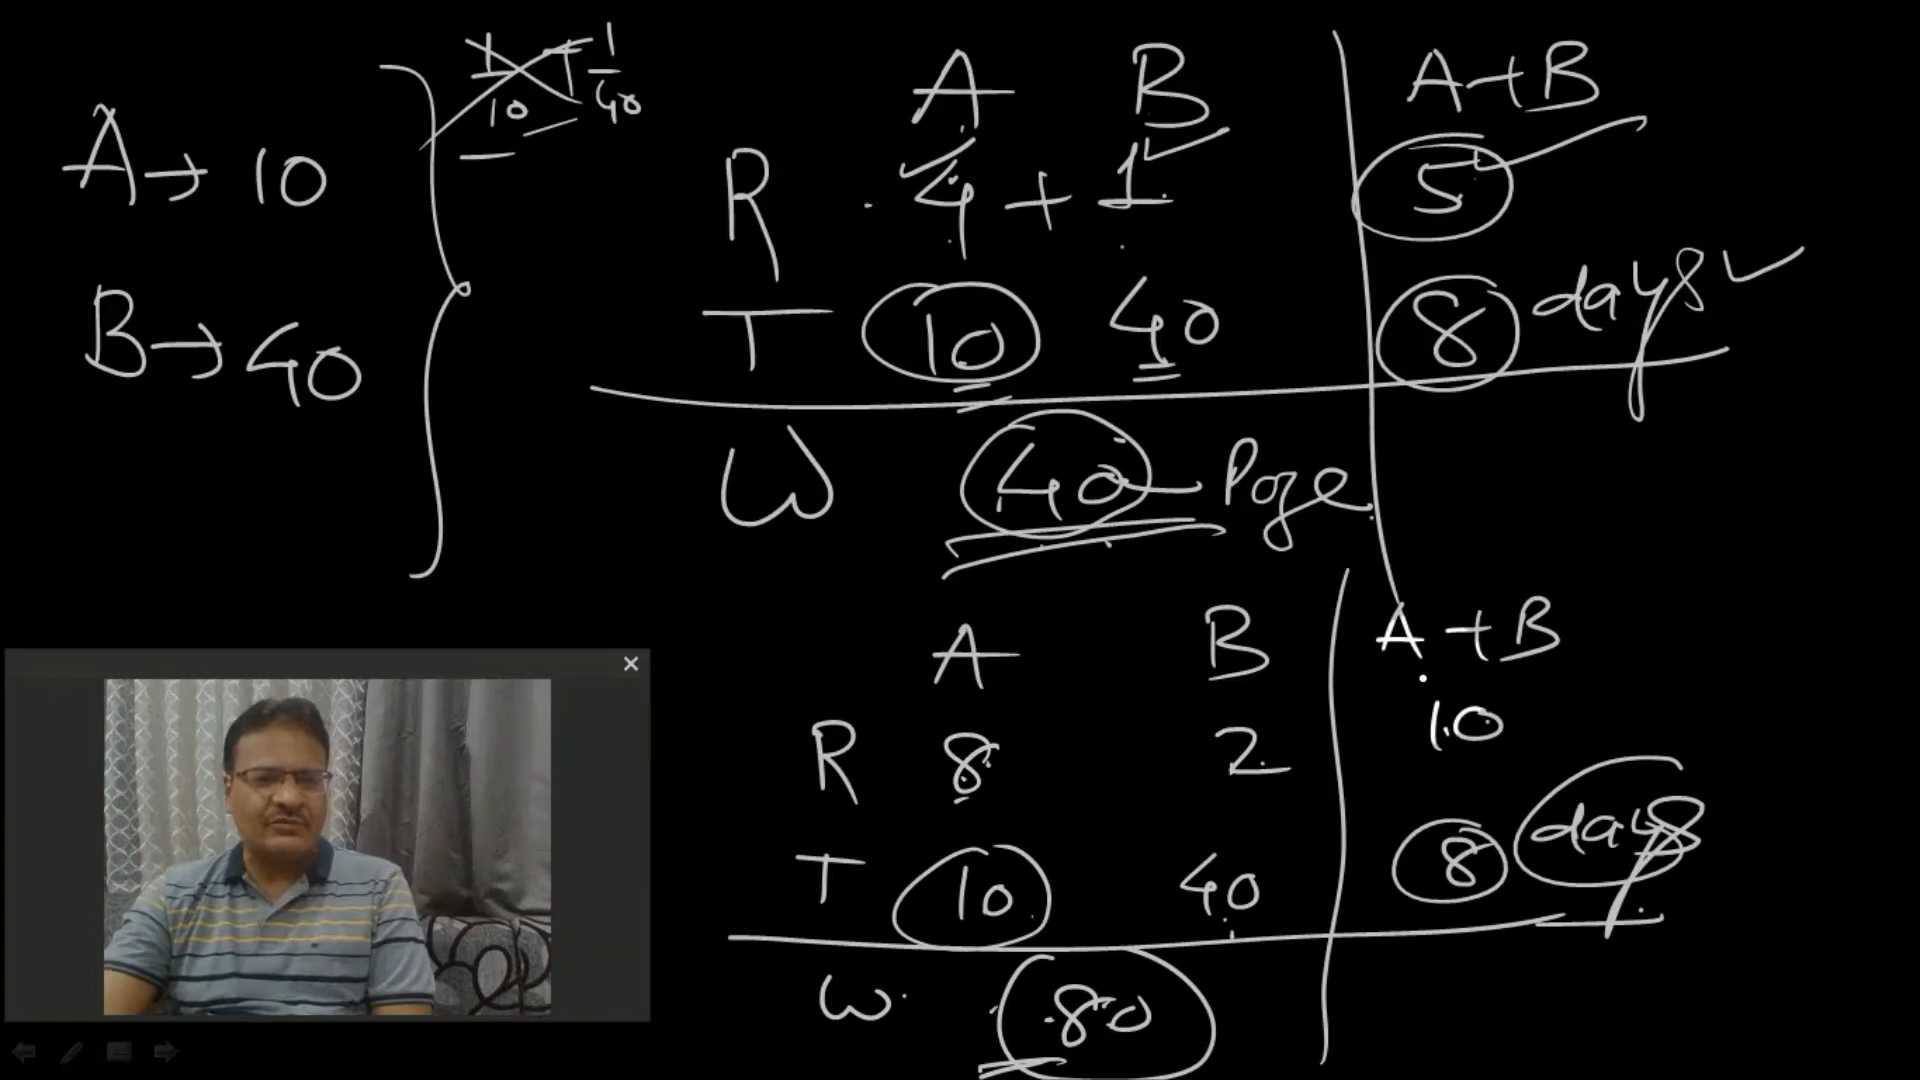 A → 10
B → 40
1/10 1/40
A B A+B
R 4 + 1 5
T 10 40 8 days
W 40 Page
A B A+B
R 8 2 10
T 10 40 8 days
W 80